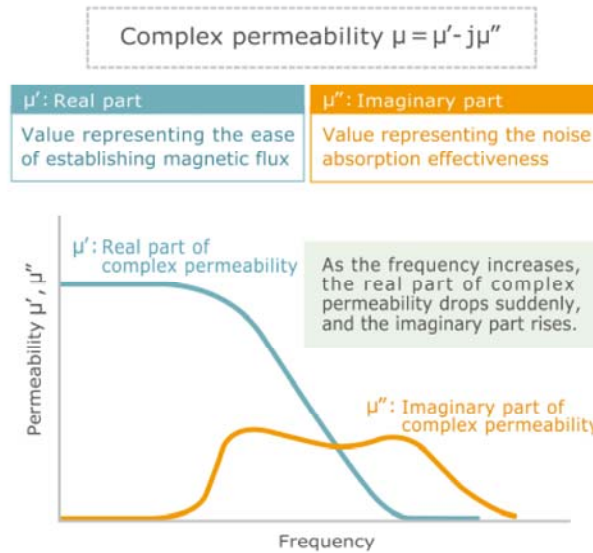 Complex permeability μ = μ′- jμ″
μ′: Real part
Value representing the ease
of establishing magnetic flux
μ″: Imaginary part
Value representing the noise
absorption effectiveness
μ′: Real part of
complex permeability
As the frequency increases,
the real part of complex
permeability drops suddenly,
and the imaginary part rises.
Permeability μ′, μ″
μ″: Imaginary part of
complex permeability
Frequency